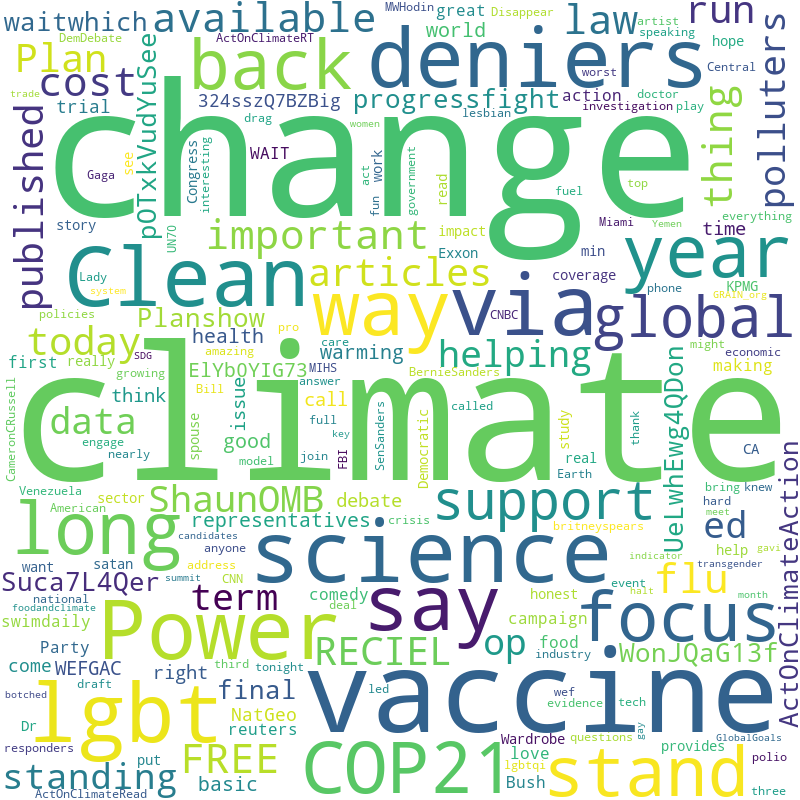 MWHodin
great
Disappear
artist
run
waitwhich
available
law
speaking
DemDebate
ActOnClimateRT
back
deniers
world
hope
Plan
cost
worst
Central
trade
324sszQ7BZBig
progressfight
action
polluters
trial
drag
lesbian
investigation
play
doctor
published
pOTxkVudYuSee
women
change
thing
see
Gaga
WAIT
Congress
interesting
act
fun
work
government
read
fuel
top
story
UN7O
important
impact
Miami
Yemen
everything
time
Exxon
min
year
Lady
Clean
articles
coverage
phone
KPMG
system
way
via
CNBC
global
GRAIN_org
policies
Planshow
pro
might
today
health
amazing
care
warming
helping
economic
first
really
SDG
ElYb0YIG73
MIHS
BernieSanders
making
growing
Bill
answer
think
issue
call
called
climate
UeLwhEwg4QDon
CameronCRussell
data
spouse
good
full
key
FBI
SenSanders
Democratic
study
real
thank
CA
engage
nearly
model
join
Earth
bring
knew
Venezuela
sector
ShaunOMB
debate
support
hard
American
long
representatives
crisis
britneyspears
meet
ed
ActOnClimateAction
candidates
anyone
science
help
transgender
want
satan
address
indicator
gavi
Suca7L4Qer
summit
CNN
say
event
halt
flu
month
national
term
comedy
honest
focus
foodandclimate
deal
swimdaily
Power
campaign
Party
op
food
RECIEL
industry
WonJQaG13f
come
WEFGAC
right
third
tonight
vaccine
botched
draft
final
led
wef
evidence
tech
lgbt
NatGeo
COP21
Dr
reuters
Wardrobe
questions
gay
GlobalGoals
responders
put
FREE
love
provides
polio
standing
basic
lgbtqi
Bush
stand
three
ActOnClimateRead